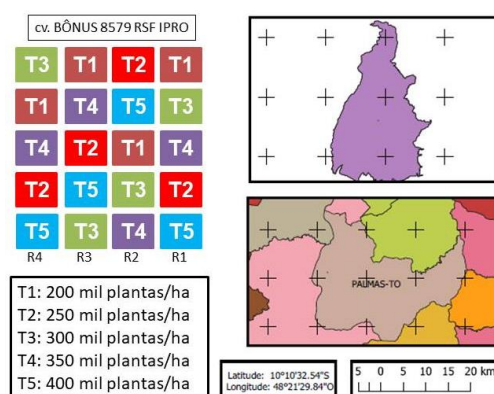 cv. BÔNUS 8579 RSF IPRO
T3 T1 T2 T1
T1 T4 T5 T3
T4 T2 T1 T4
T2 T5 T3 T2
T5 T3 T4 T5
R4 R3 R2 R1
T1: 200 mil plantas/ha
T2: 250 mil plantas/ha
T3: 300 mil plantas/ha
T4: 350 mil plantas/ha
T5: 400 mil plantas/ha
PALMAS-TO
Latitude: 10°10'32.54"S
Longitude: 48°21'29.84"O
5 0 5 10 15 20 km